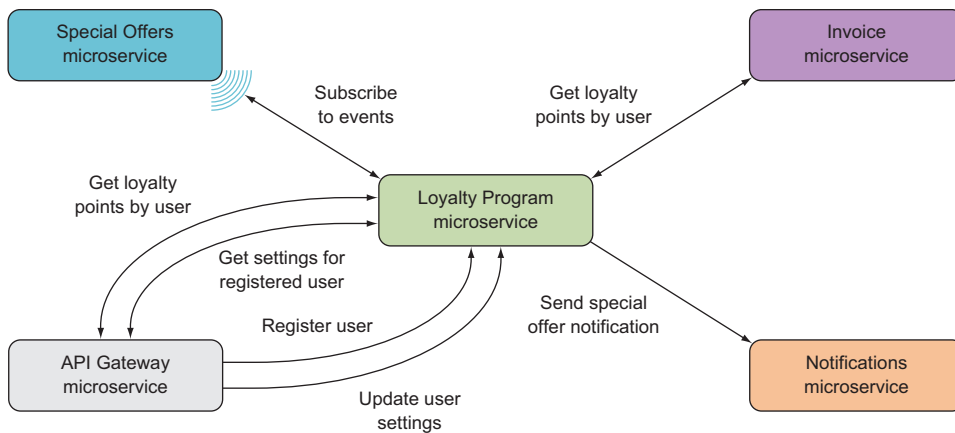 Special Offers
microservice
Invoice
microservice
Subscribe
to events
Get loyalty
points by user
Get loyalty
points by user
Loyalty Program
microservice
Get settings for
registered user
Register user
Send special
offer notification
API Gateway
microservice
Notifications
microservice
Update user
settings